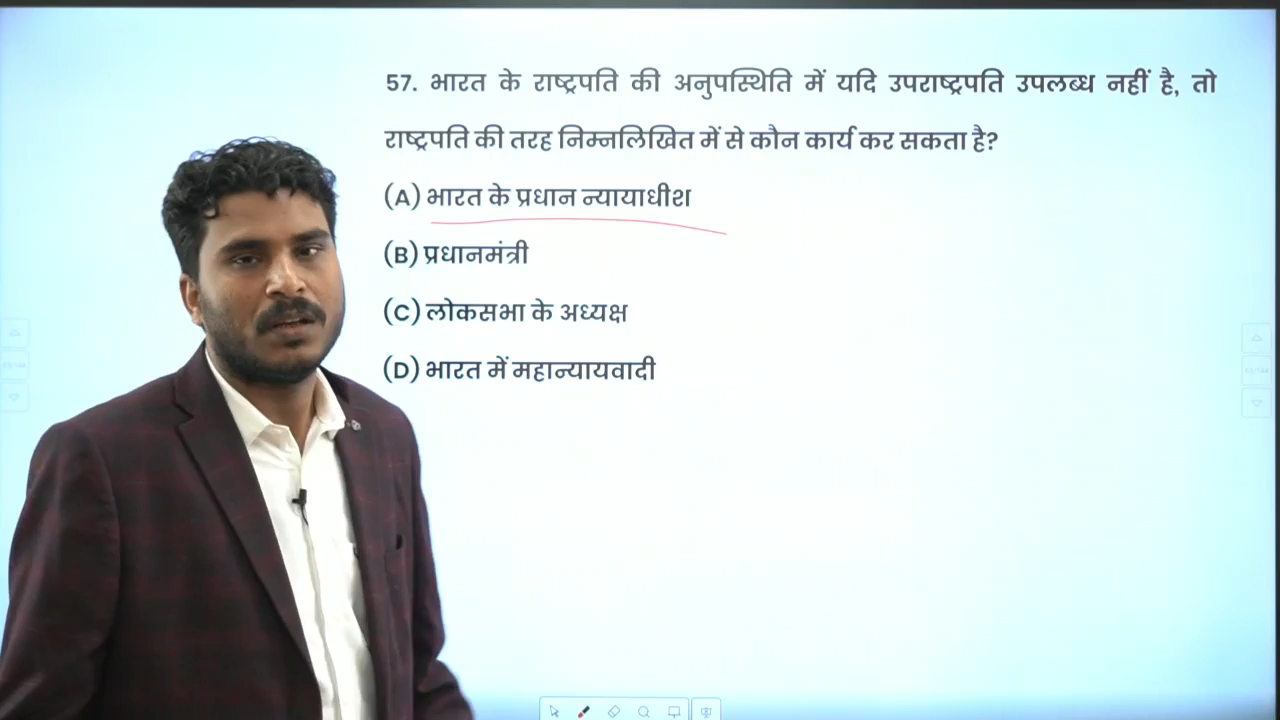 57. भारत के राष्ट्रपति की अनुपस्थिति में यदि उपराष्ट्रपति उपलब्ध नहीं है, तो
राष्ट्रपति की तरह निम्नलिखित में से कौन कार्य कर सकता है?
(A) भारत के प्रधान न्यायाधीश
(B) प्रधानमंत्री
(C) लोकसभा के अध्यक्ष
(D) भारत में महान्यायवादी